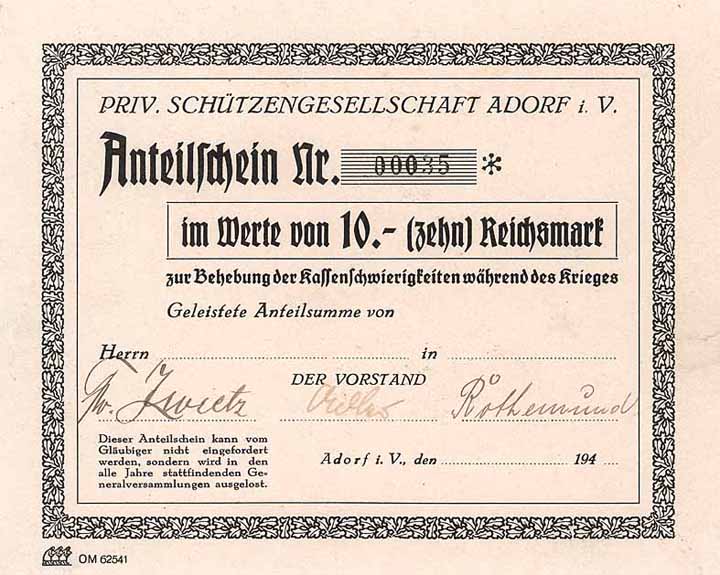 PRIV. SCHÜTZENGESELLSCHAFT ADORF i. V.
Anteilschein Nr. 00035 *
im Werte von 10.- (zehn) Reichsmark
zur Behebung der Kassenschwierigkeiten während des Krieges
Geleistete Anteilsumme von
Herrn in
DER VORSTAND
Zwietz Röthemund
Dieser Anteilschein kann vom
Gläubiger nicht eingefordert
werden, sondern wird in den
alle Jahre stattfindenden Ge-
neralversammlungen ausgelost.
Adorf i. V., den 194
OM 62541